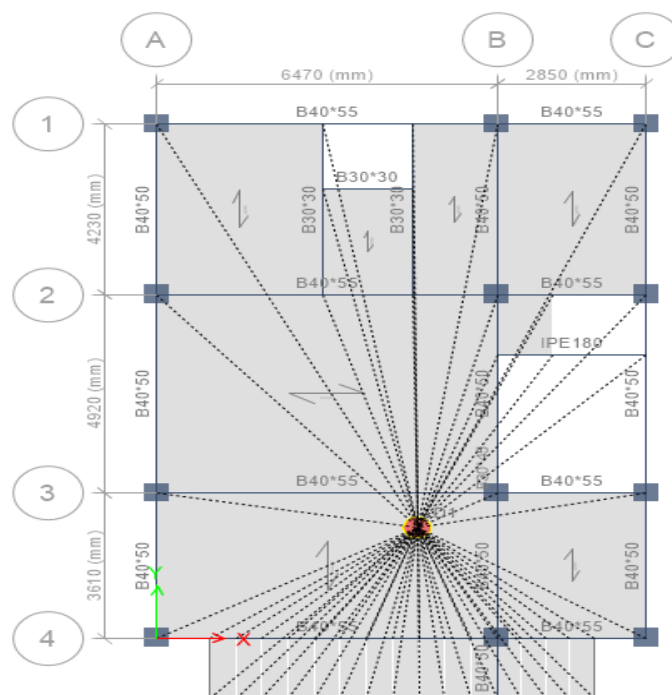 A B C
6470 (mm) 2850 (mm)
B40*55 B40*55
1
B30*30
4230 (mm) B40*50 B30*30 B30*30 B40*50 B40*50
2
B40*55 B40*55
IPE180
4920 (mm) B40*50 B40*50 B40*50
3
B40*55 B40*55
3610 (mm) B40*50 B40*50 B40*50
Y
X
4
B40*55 B40*55
B40*50